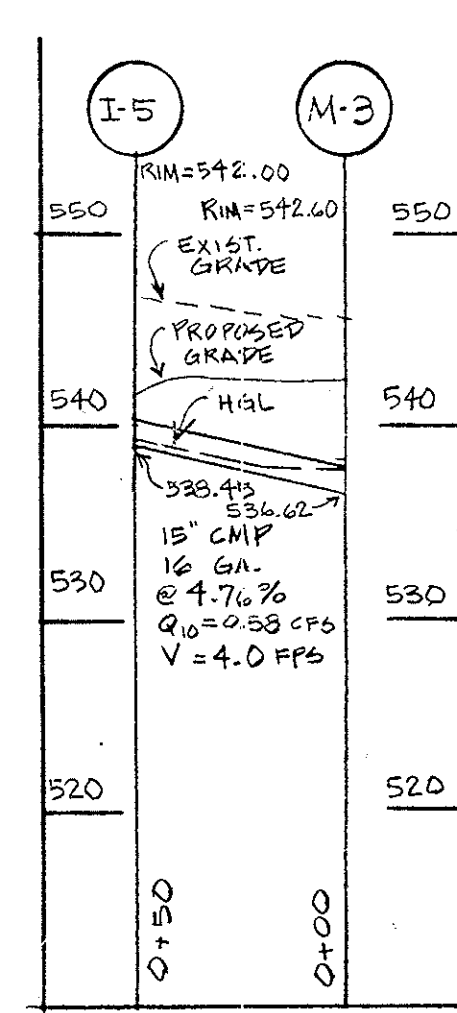 I-5
M-3
RIM=542.00
RIM=542.60
550
550
EXIST.
GRADE
PROPOSED
GRADE
540
HGL
540
536.62
15" CMP
16 GA.
530
@ 4.76%
530
Q10=0.58 CFS
V = 4.0 FPS
520
520
0+50
0+00